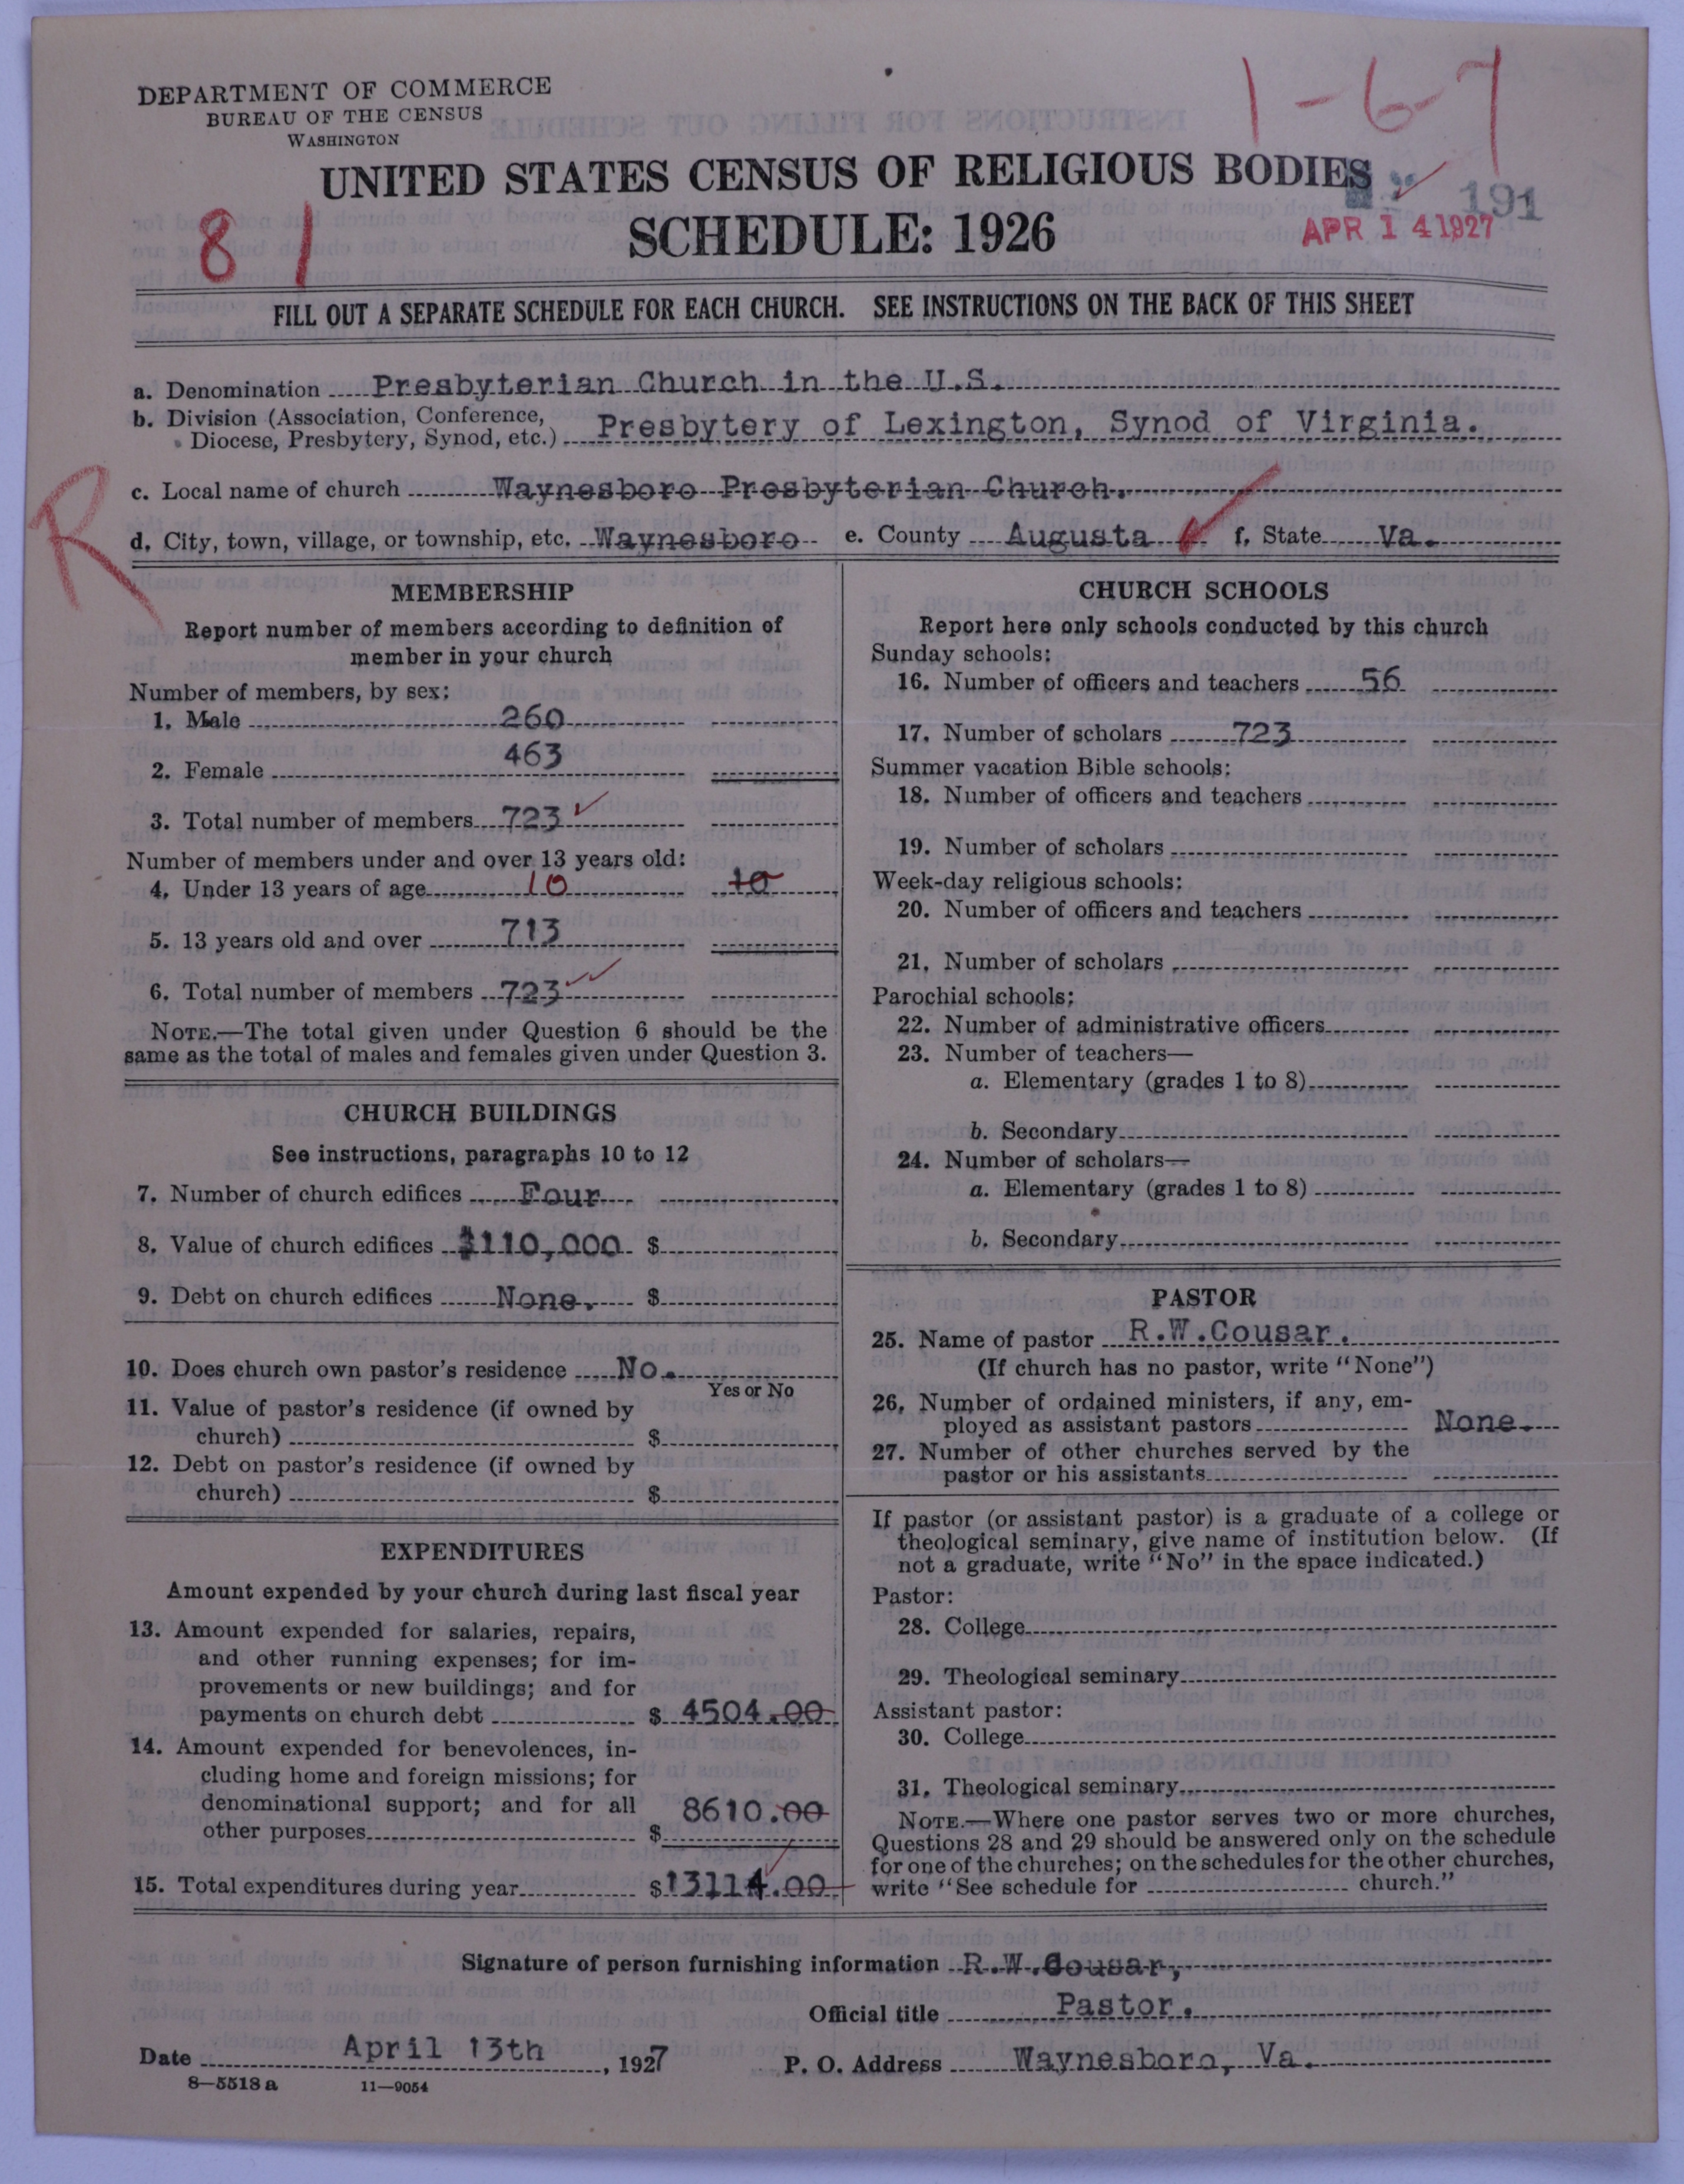 DEPARTMENT OF COMMERCE
BUREAU OF THE CENSUS
WASHINGTON
1-6-7
UNITED STATES CENSUS OF RELIGIOUS BODIES
191
8 1
SCHEDULE: 1926
APR 14 1927
FILL OUT A SEPARATE SCHEDULE FOR EACH CHURCH. SEE INSTRUCTIONS ON THE BACK OF THIS SHEET
a. Denomination Presbyterian Church in the U.S.
b. Division (Association, Conference,
Diocese, Presbytery, Synod, etc.) Presbytery of Lexington, Synod of Virginia.
R
c. Local name of church Waynesboro Presbyterian Church.
d. City, town, village, or township, etc. Waynesboro e. County Augusta f. State Va.
MEMBERSHIP
Report number of members according to definition of
member in your church
Number of members, by sex:
1. Male 260
2. Female 463
3. Total number of members 723
Number of members under and over 13 years old:
4. Under 13 years of age 10 10
5. 13 years old and over 713
6. Total number of members 723
NOTE.—The total given under Question 6 should be the
same as the total of males and females given under Question 3.
CHURCH BUILDINGS
See instructions, paragraphs 10 to 12
7. Number of church edifices Four
8. Value of church edifices $110,000 $
9. Debt on church edifices None. $
10. Does church own pastor's residence No.
Yes or No
11. Value of pastor's residence (if owned by
church) $
12. Debt on pastor's residence (if owned by
church) $
EXPENDITURES
Amount expended by your church during last fiscal year
13. Amount expended for salaries, repairs,
and other running expenses; for im-
provements or new buildings; and for
payments on church debt $ 4504.00
14. Amount expended for benevolences, in-
cluding home and foreign missions; for
denominational support; and for all
other purposes $ 8610.00
15. Total expenditures during year $13114.00
CHURCH SCHOOLS
Report here only schools conducted by this church
Sunday schools:
16. Number of officers and teachers 56
17. Number of scholars 723
Summer vacation Bible schools:
18. Number of officers and teachers
19. Number of scholars
Week-day religious schools:
20. Number of officers and teachers
21. Number of scholars
Parochial schools:
22. Number of administrative officers
23. Number of teachers—
a. Elementary (grades 1 to 8)
b. Secondary
24. Number of scholars—
a. Elementary (grades 1 to 8)
b. Secondary
PASTOR
25. Name of pastor R.W.Cousar.
(If church has no pastor, write "None")
26. Number of ordained ministers, if any, em-
ployed as assistant pastors None.
27. Number of other churches served by the
pastor or his assistants
If pastor (or assistant pastor) is a graduate of a college or
theological seminary, give name of institution below. (If
not a graduate, write "No" in the space indicated.)
Pastor:
28. College
29. Theological seminary
Assistant pastor:
30. College
31. Theological seminary
NOTE.—Where one pastor serves two or more churches,
Questions 28 and 29 should be answered only on the schedule
for one of the churches; on the schedules for the other churches,
write "See schedule for church."
Signature of person furnishing information R.W.Cousar,
Official title Pastor.
Date April 13th, 1927 P. O. Address Waynesboro, Va.
8—5518 a 11—9054